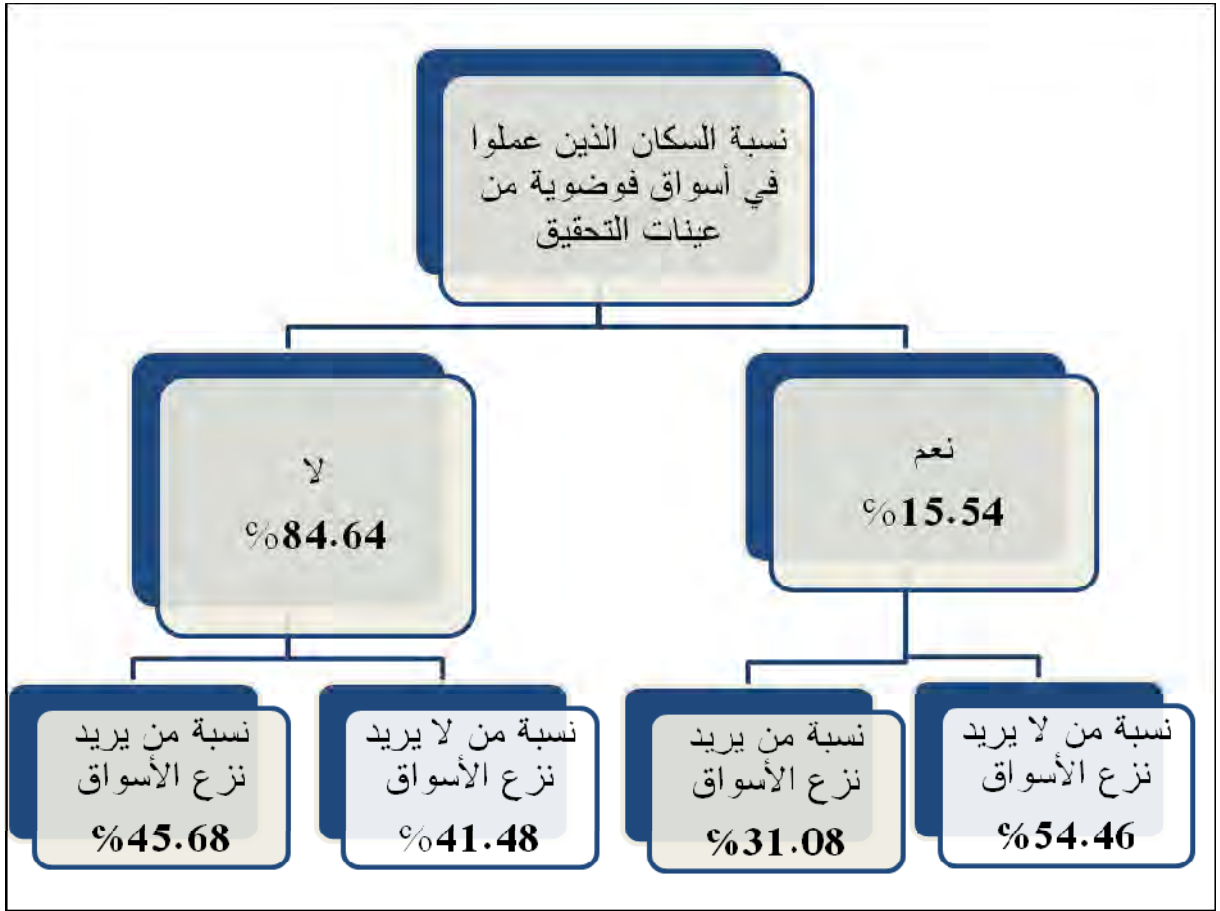 نسبة السكان الذين عملوا
في أسواق فوضوية من
عينات التحقيق
نعم
%15.54
لا
%84.64
نسبة من لا يريد
نزع الأسواق
%54.46
نسبة من يريد
نزع الأسواق
%31.08
نسبة من لا يريد
نزع الأسواق
%41.48
نسبة من يريد
نزع الأسواق
%45.68